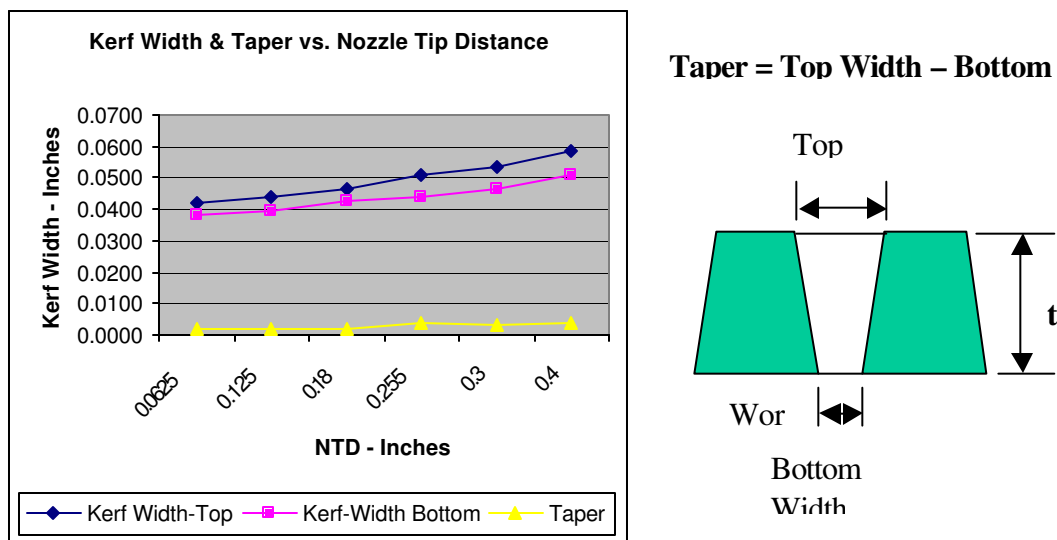 Kerf Width & Taper vs. Nozzle Tip Distance
Kerf Width - Inches
0.0700
0.0600
0.0500
0.0400
0.0300
0.0200
0.0100
0.0000
0.0625
0.125
0.18
0.255
0.3
0.4
NTD - Inches
Kerf Width-Top
Kerf-Width Bottom
Taper
Taper = Top Width – Bottom
Top
t
Wor
Bottom
Width